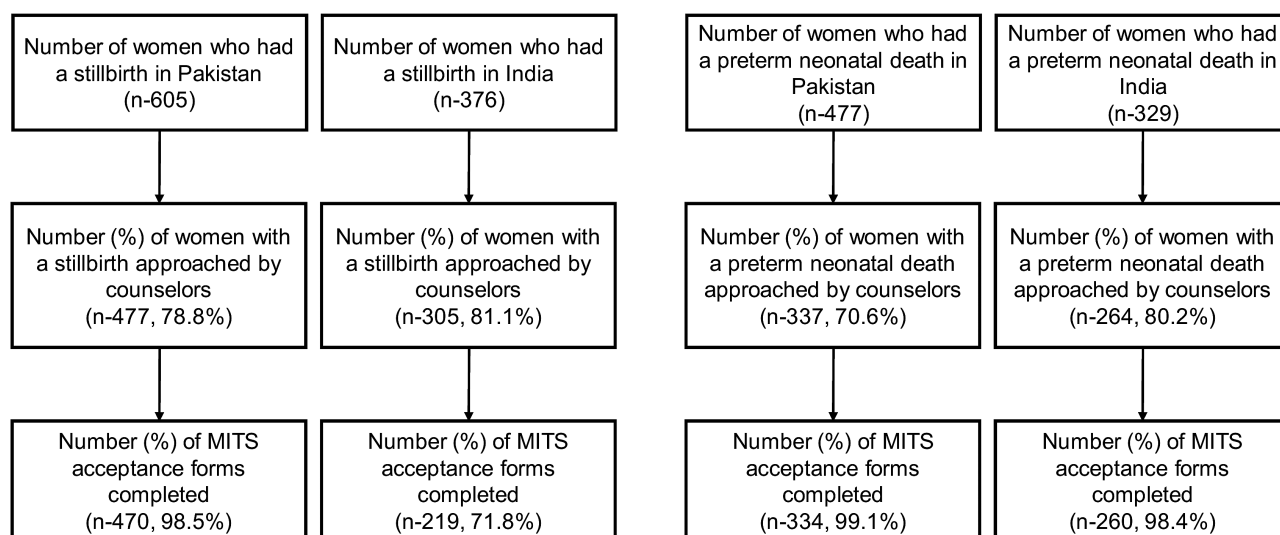 Number of women who had
a stillbirth in Pakistan
(n-605)
Number of women who had
a stillbirth in India
(n-376)
Number of women who had
a preterm neonatal death in
Pakistan
(n-477)
Number of women who had
a preterm neonatal death in
India
(n-329)
Number (%) of women with
a stillbirth approached by
counselors
(n-477, 78.8%)
Number (%) of women with
a stillbirth approached by
counselors
(n-305, 81.1%)
Number (%) of women with
a preterm neonatal death
approached by counselors
(n-337, 70.6%)
Number (%) of women with
a preterm neonatal death
approached by counselors
(n-264, 80.2%)
Number (%) of MITS
acceptance forms
completed
(n-470, 98.5%)
Number (%) of MITS
acceptance forms
completed
(n-219, 71.8%)
Number (%) of MITS
acceptance forms
completed
(n-334, 99.1%)
Number (%) of MITS
acceptance forms
completed
(n-260, 98.4%)